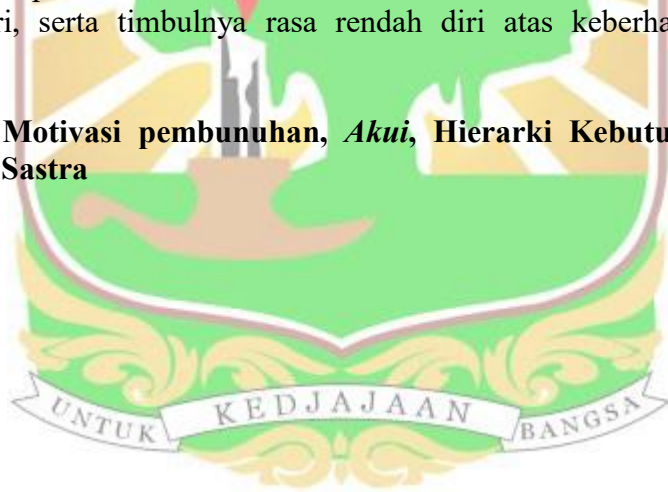 ri, serta timbulnya rasa rendah diri atas keberha
Motivasi pembunuhan, Akui, Hierarki Kebutu
Sastra
UNTUK KEDJAJAAN BANGSA